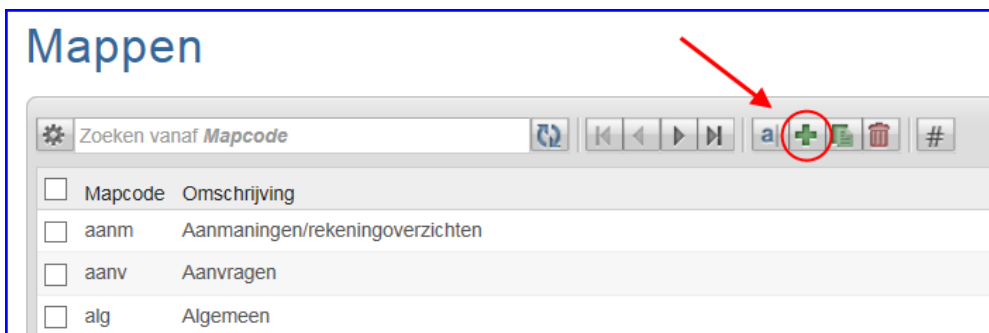 Mappen
Zoeken vanaf Mapcode
a|
#
Mapcode Omschrijving
aanm Aanmaningen/rekeningoverzichten
aanv Aanvragen
alg Algemeen